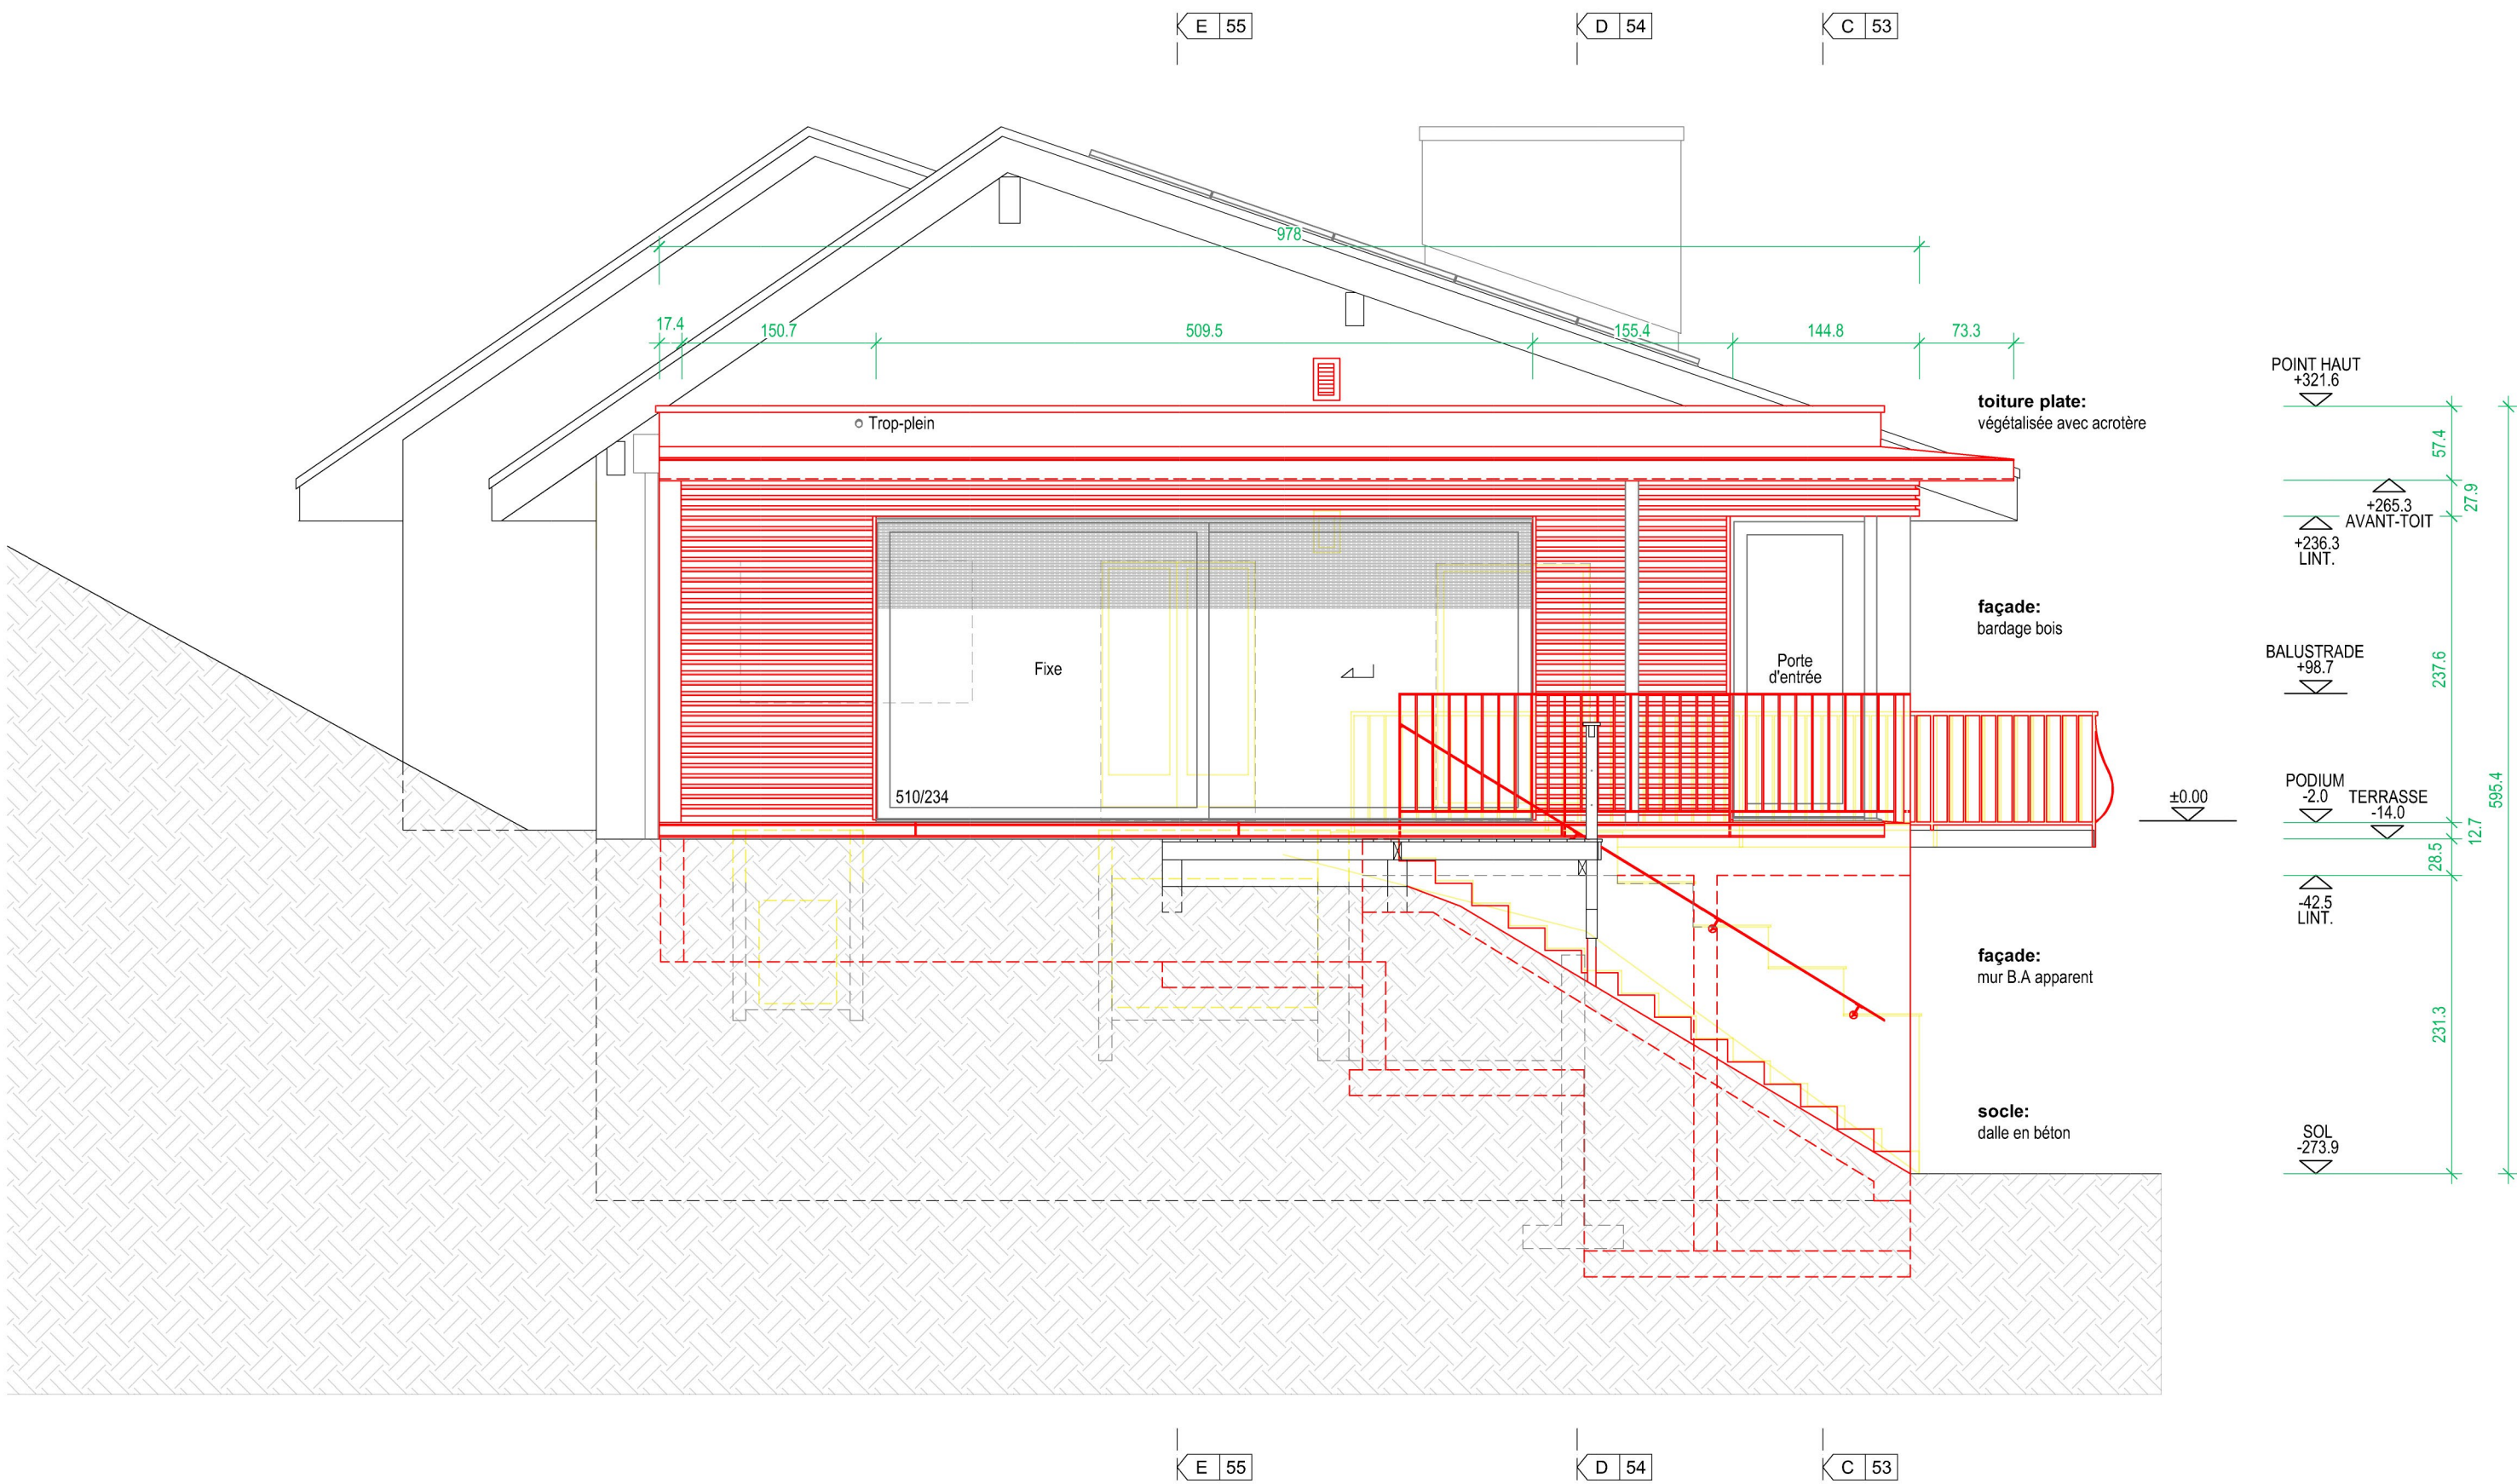 E 55
D 54
C 53
978
17.4
150.7
509.5
155.4
144.8
73.3
POINT HAUT
+321.6
toiture plate:
végétalisée avec acrotère
Trop-plein
57.4
27.9
+265.3
AVANT-TOIT
+236.3
LINT.
façade:
bardage bois
Fixe
Porte
d'entrée
BALUSTRADE
+98.7
237.6
510/234
±0.00
PODIUM
-2.0
TERRASSE
-14.0
595.4
12.7
28.5
-42.5
LINT.
façade:
mur B.A apparent
231.3
socle:
dalle en béton
SOL
-273.9
E 55
D 54
C 53